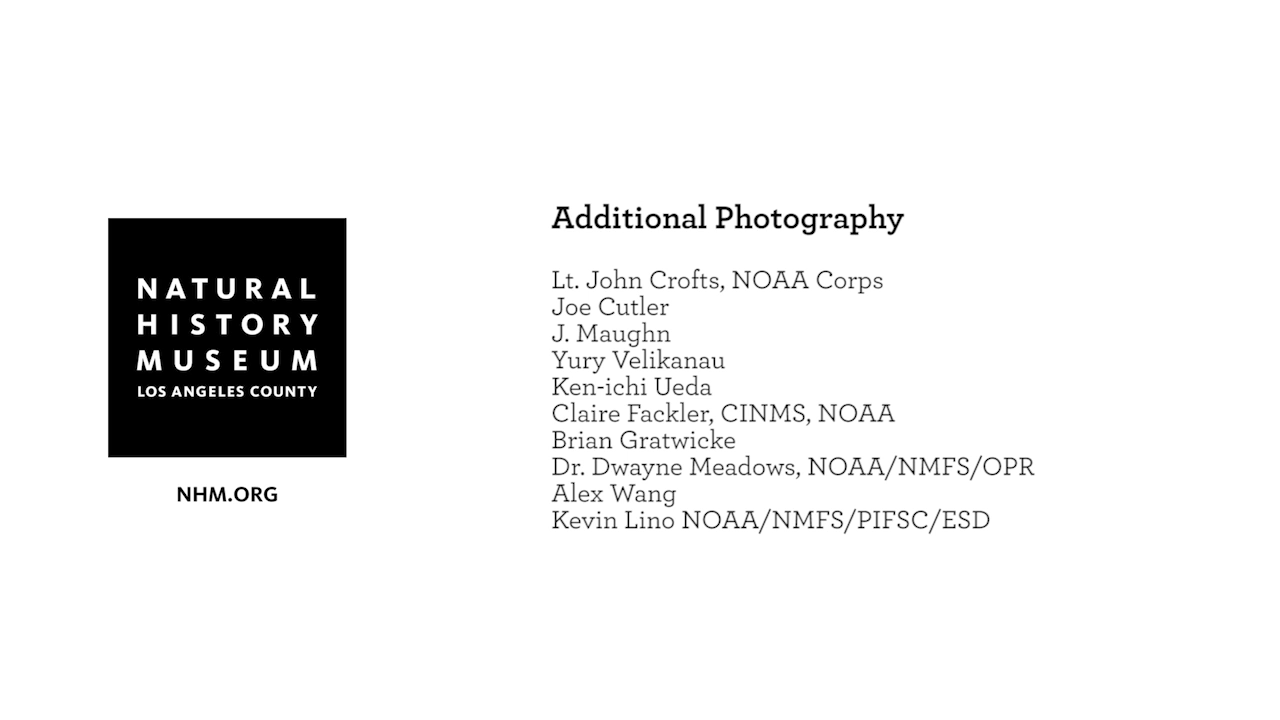 NATURAL
HISTORY
MUSEUM
LOS ANGELES COUNTY
NHM.ORG
Additional Photography
Lt. John Crofts, NOAA Corps
Joe Cutler
J. Maughn
Yury Velikanau
Ken-ichi Ueda
Claire Fackler, CINMS, NOAA
Brian Gratwicke
Dr. Dwayne Meadows, NOAA/NMFS/OPR
Alex Wang
Kevin Lino NOAA/NMFS/PIFSC/ESD